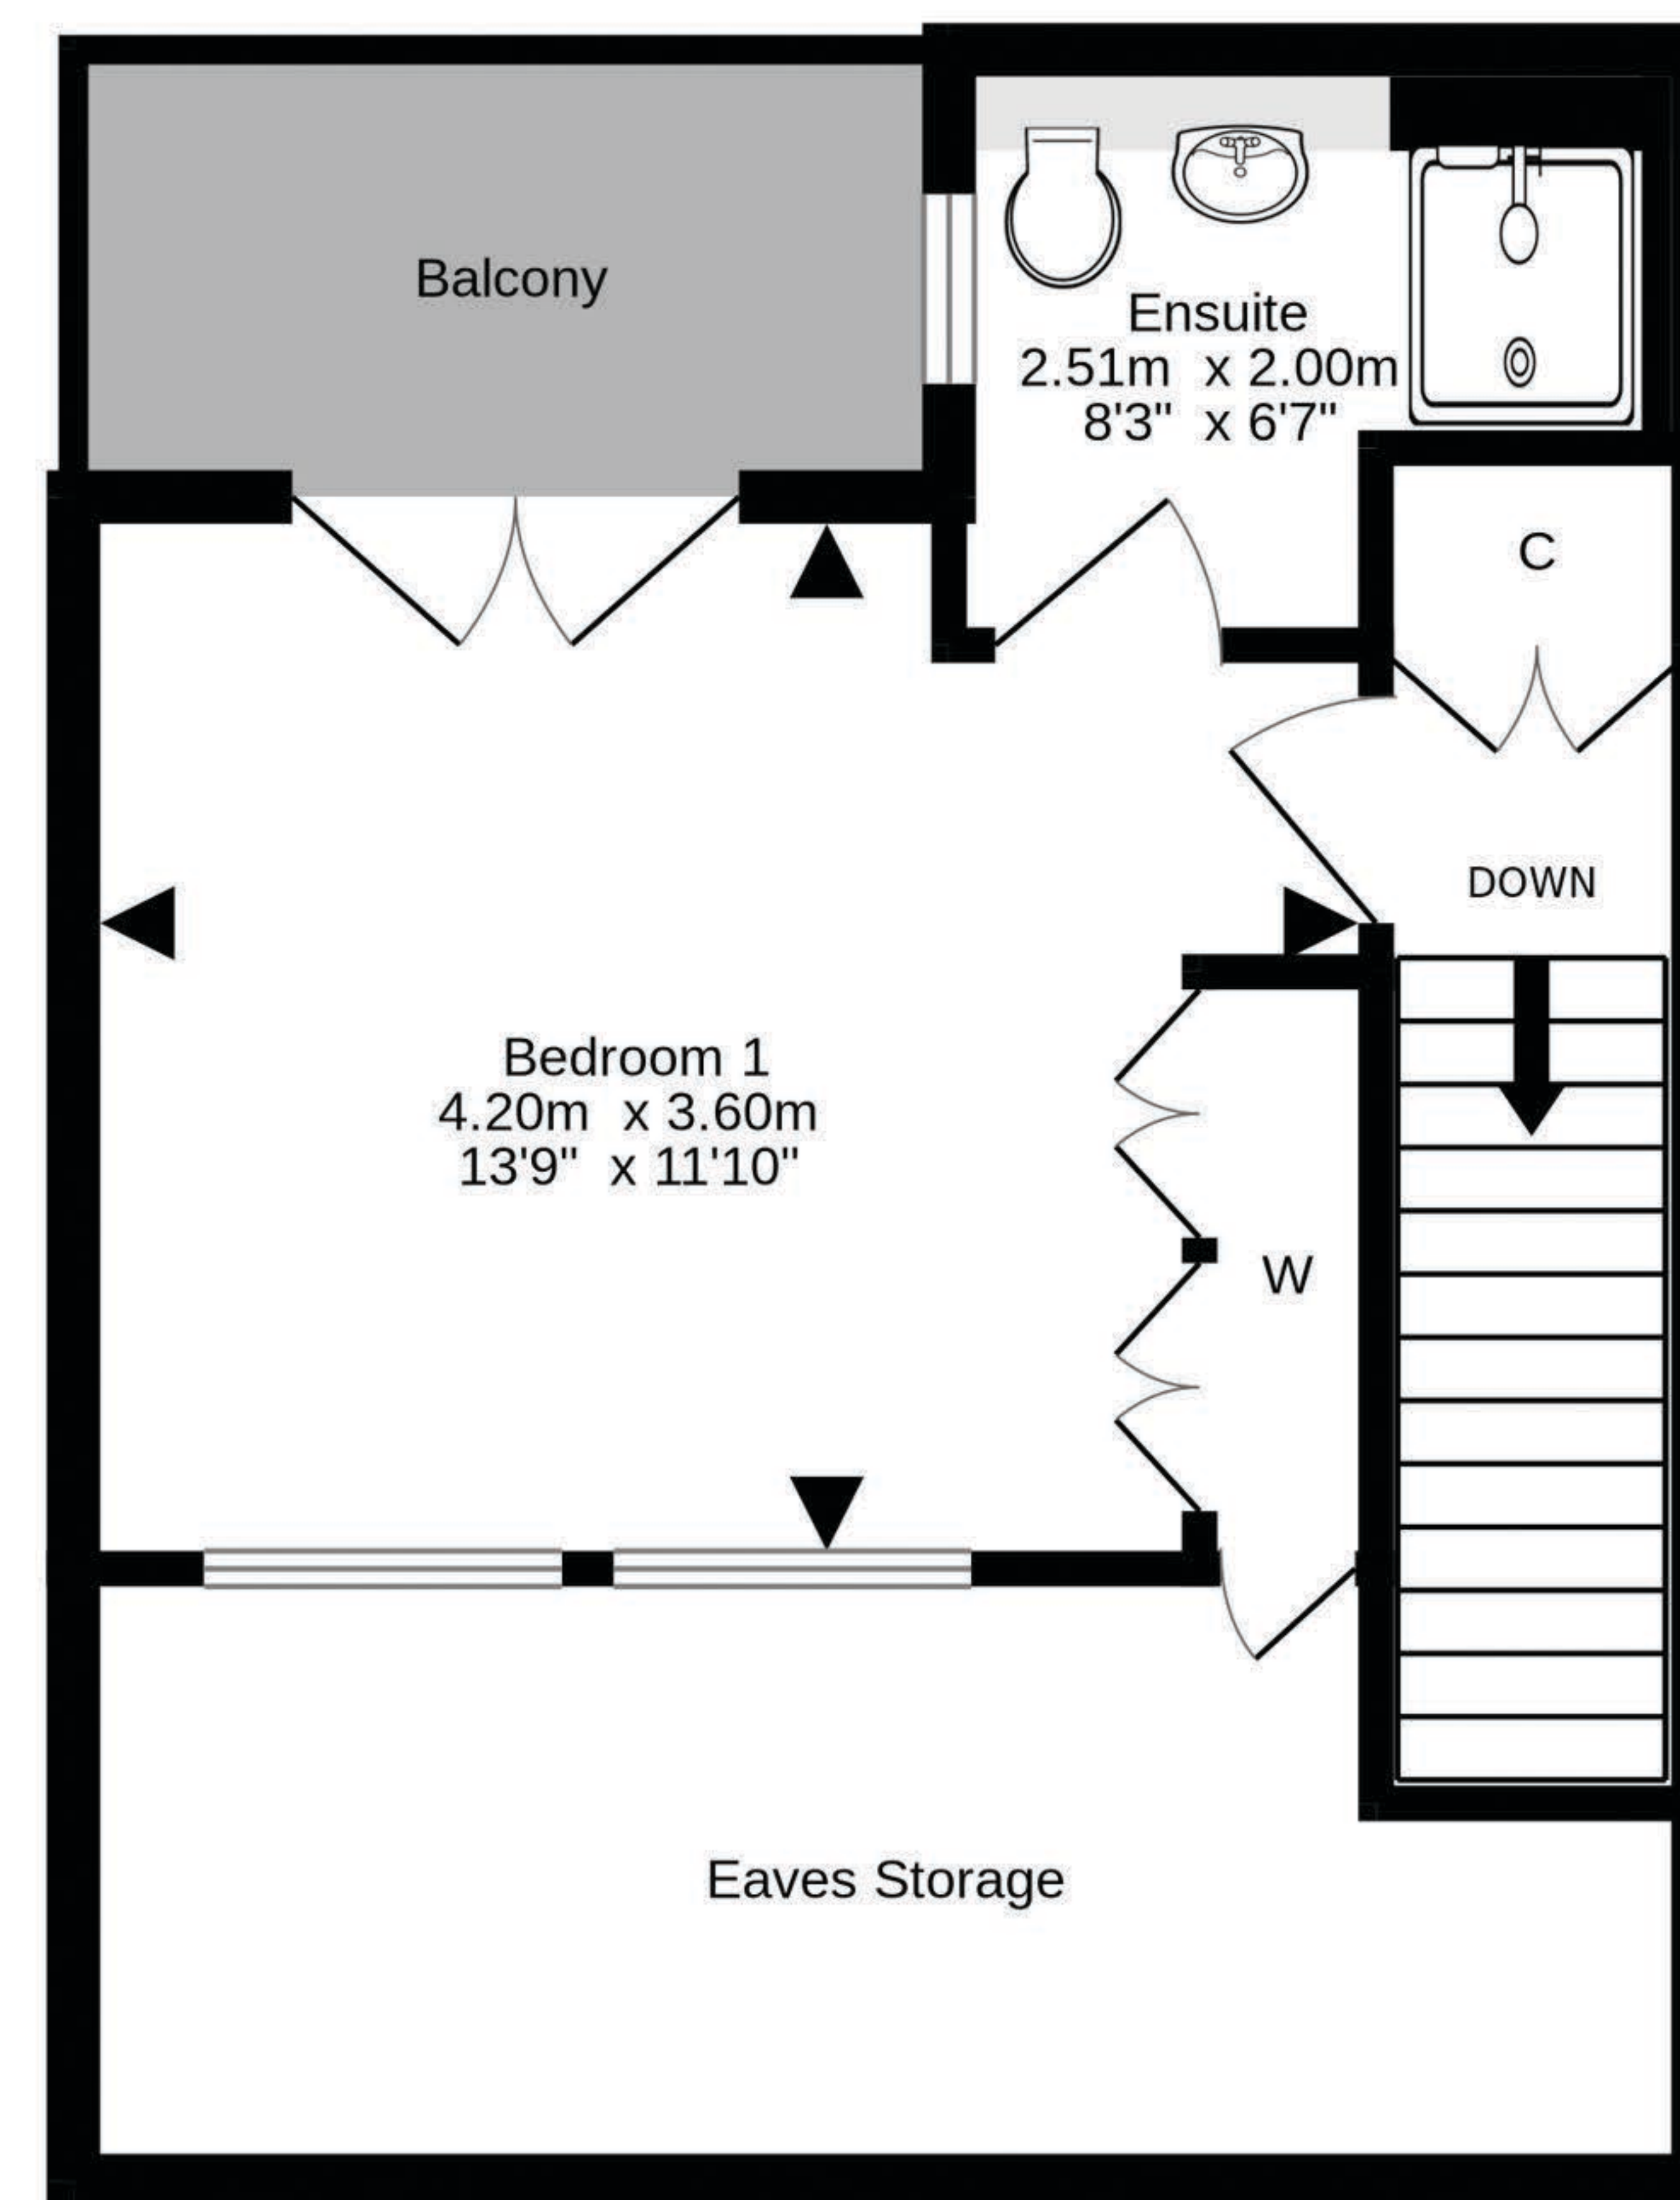 Balcony
Ensuite
2.51m x 2.00m
8'3" x 6'7"
C
DOWN
Bedroom 1
4.20m x 3.60m
13'9" x 11'10"
W
Eaves Storage